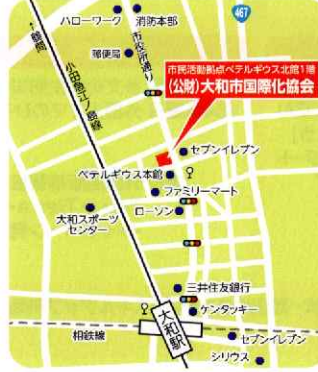 ハローワーク
消防本部
467
↑鶴間
郵便局
市役所通り
小田急江ノ島線
市民活動拠点ベテルギウス北館1階
(公財)大和市国際化協会
セブンイレブン
ベテルギウス本館
ファミリーマート
ローソン
大和スポーツ
センター
三井住友銀行
ケンタッキー
大和駅
相鉄線
セブンイレブン
シリウス